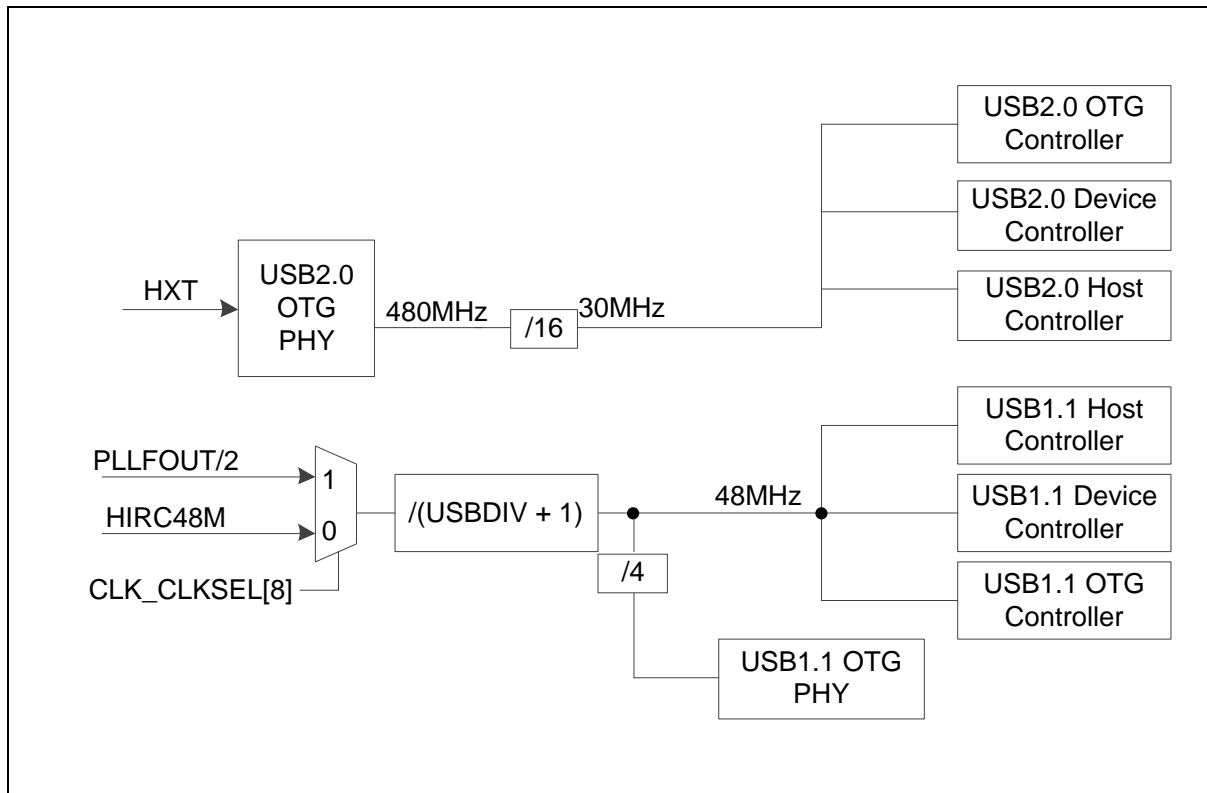 USB2.0 OTG
Controller
USB2.0 Device
Controller
USB2.0 Host
Controller
HXT
USB2.0
OTG
PHY
480MHz
/16
30MHz
USB1.1 Host
Controller
PLLFOUT/2
1
HIRC48M
0
CLK_CLKSEL[8]
/(USBDIV + 1)
48MHz
/4
USB1.1 Device
Controller
USB1.1 OTG
Controller
USB1.1 OTG
PHY